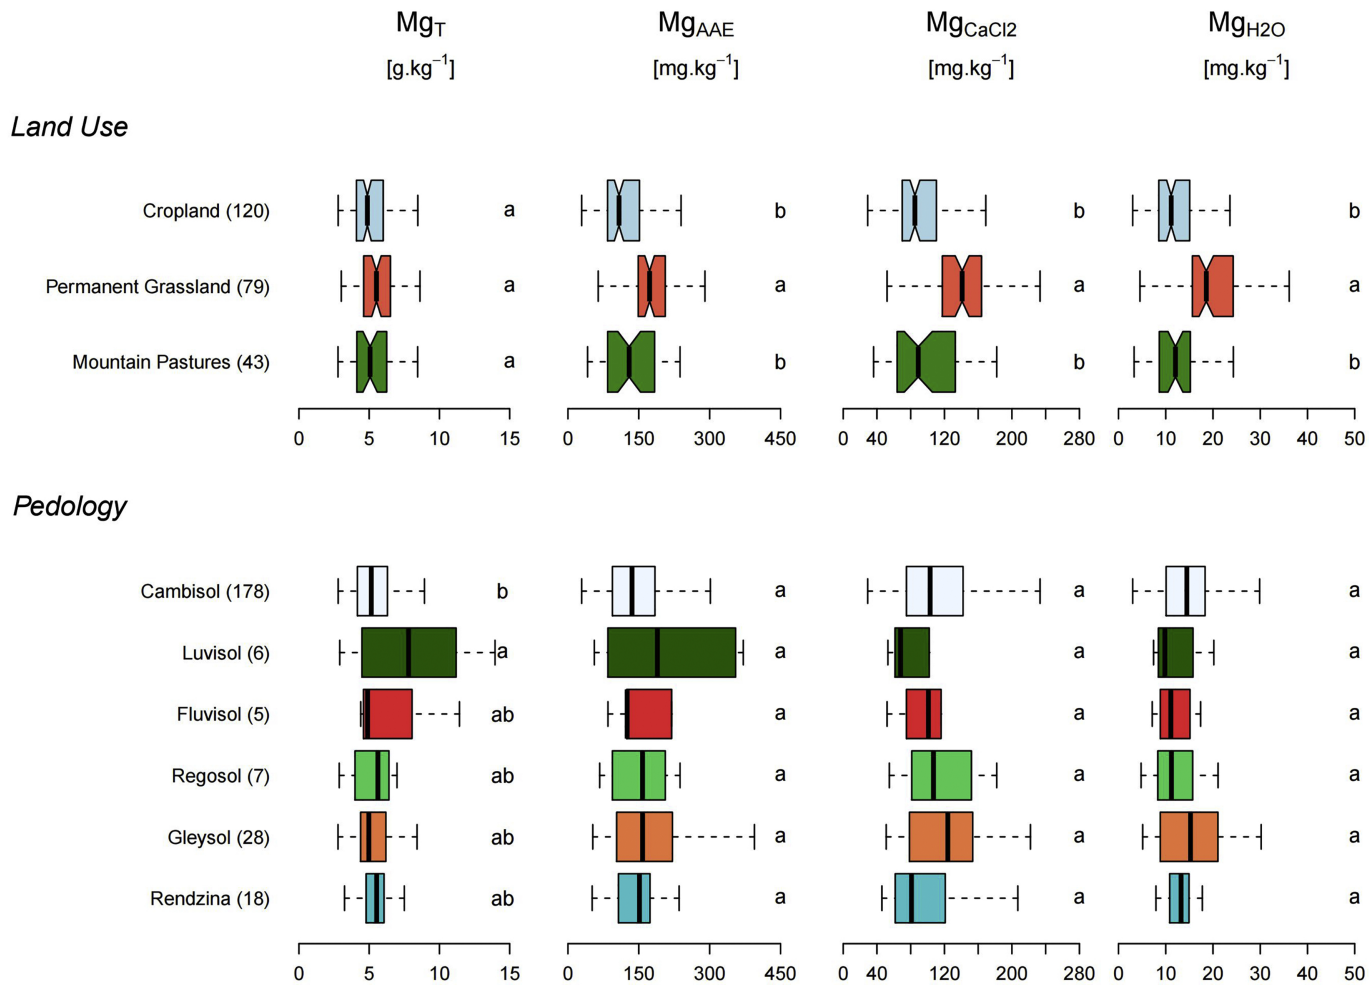 Mg_T Mg_AAE Mg_CaCl2 Mg_H2O
[g.kg⁻¹] [mg.kg⁻¹] [mg.kg⁻¹] [mg.kg⁻¹]
Land Use
Cropland (120) a b b b
Permanent Grassland (79) a a a a
Mountain Pastures (43) a b b b
0 5 10 15 0 150 300 450 0 40 120 200 280 0 10 20 30 40 50
Pedology
Cambisol (178) b a a a
Luvisol (6) a a a a
Fluvisol (5) ab a a a
Regosol (7) ab a a a
Gleysol (28) ab a a a
Rendzina (18) ab a a a
0 5 10 15 0 150 300 450 0 40 120 200 280 0 10 20 30 40 50